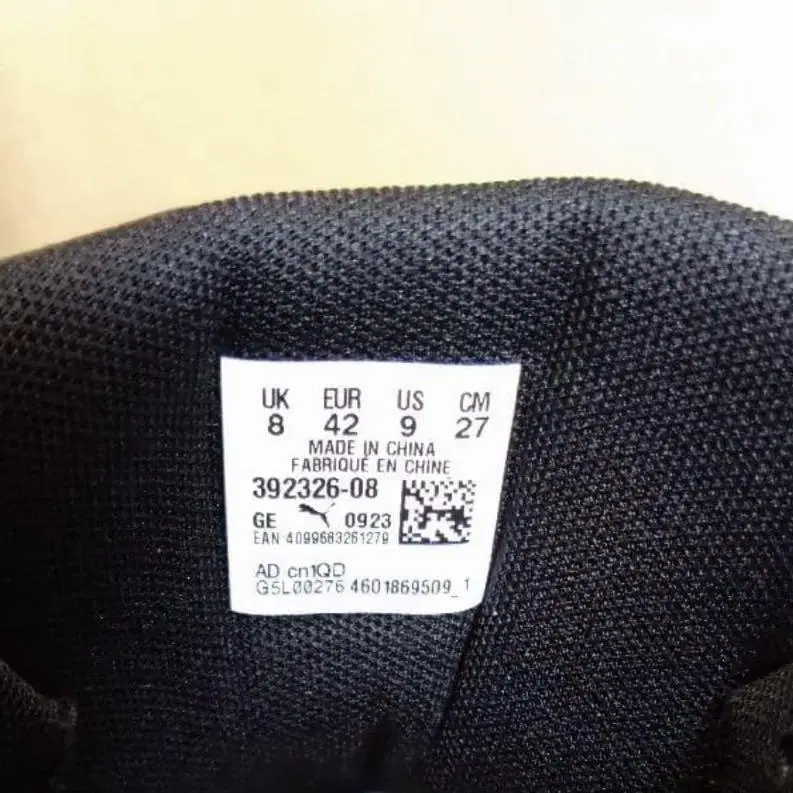 UK EUR US CM
8 42 9 27
MADE IN CHINA
FABRIQUÉ EN CHINE
392326-08
GE 0923
EAN 4099683261279
AD cn1QD
G5L00276 4601869509_1